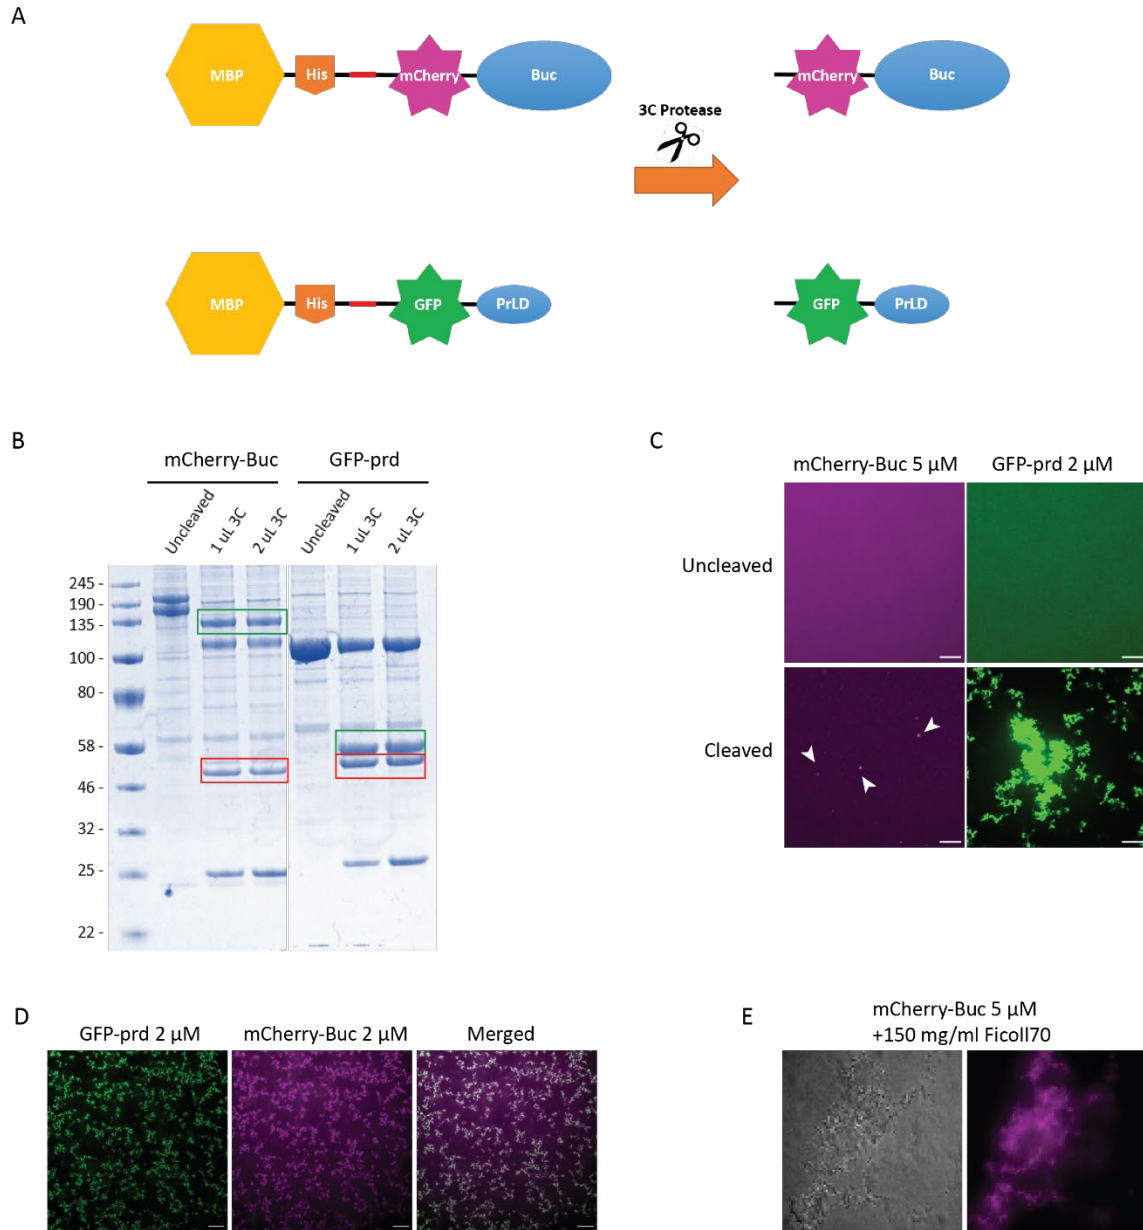 A
MBP His mCherry Buc
mCherry Buc
3C Protease
MBP His GFP PrLD
GFP PrLD
B
mCherry-Buc GFP-prd
Uncleaved 1 uL 3C 2 uL 3C Uncleaved 1 uL 3C 2 uL 3C
245 -
190 -
135 -
100 -
80 -
58 -
46 -
32 -
25 -
22 -
C
mCherry-Buc 5 µM GFP-prd 2 µM
Uncleaved
Cleaved
D
GFP-prd 2 µM mCherry-Buc 2 µM Merged
E
mCherry-Buc 5 µM
+150 mg/ml Ficoll70